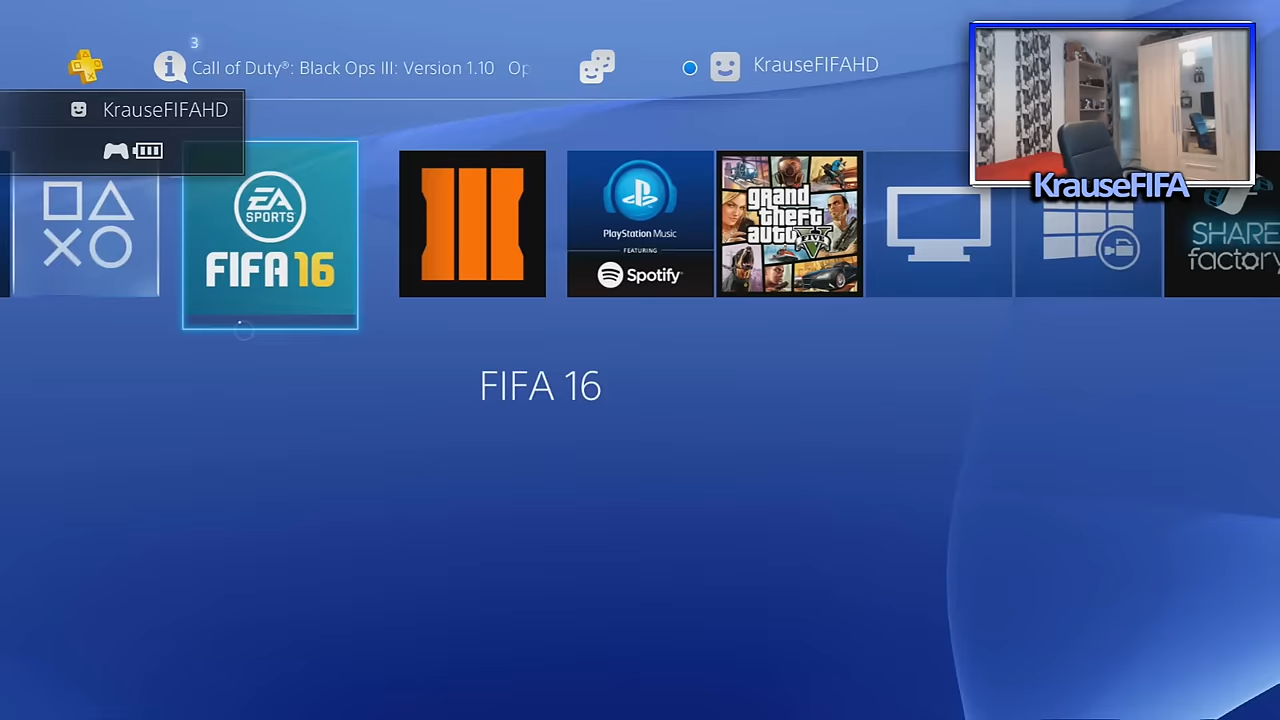 3
Call of Duty®: Black Ops III: Version 1.10 Op
KrauseFIFAHD
KrauseFIFAHD
KrauseFIFA
EA
SPORTS
FIFA 16
PlayStation Music
FEATURING
Spotify
grand
theft
auto
V
SHARE
factory
FIFA 16